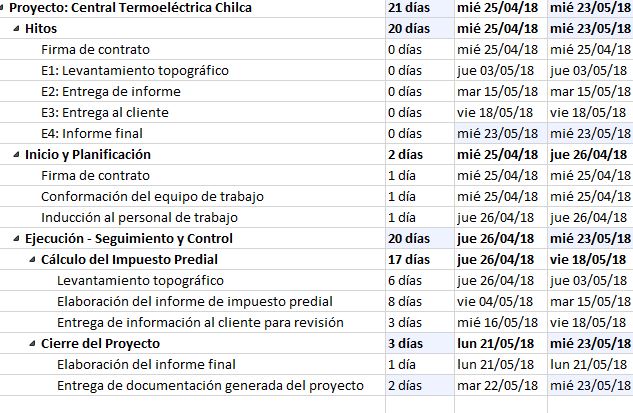 Proyecto: Central Termoeléctrica Chilca 21 días mié 25/04/18 mié 23/05/18
Hitos 20 días mié 25/04/18 mié 23/05/18
Firma de contrato 0 días mié 25/04/18 mié 25/04/18
E1: Levantamiento topográfico 0 días jue 03/05/18 jue 03/05/18
E2: Entrega de informe 0 días mar 15/05/18 mar 15/05/18
E3: Entrega al cliente 0 días vie 18/05/18 vie 18/05/18
E4: Informe final 0 días mié 23/05/18 mié 23/05/18
Inicio y Planificación 2 días mié 25/04/18 jue 26/04/18
Firma de contrato 1 día mié 25/04/18 mié 25/04/18
Conformación del equipo de trabajo 1 día mié 25/04/18 mié 25/04/18
Inducción al personal de trabajo 1 día jue 26/04/18 jue 26/04/18
Ejecución - Seguimiento y Control 20 días jue 26/04/18 mié 23/05/18
Cálculo del Impuesto Predial 17 días jue 26/04/18 vie 18/05/18
Levantamiento topográfico 6 días jue 26/04/18 jue 03/05/18
Elaboración del informe de impuesto predial 8 días vie 04/05/18 mar 15/05/18
Entrega de información al cliente para revisión 3 días mié 16/05/18 vie 18/05/18
Cierre del Proyecto 3 días lun 21/05/18 mié 23/05/18
Elaboración del informe final 1 día lun 21/05/18 lun 21/05/18
Entrega de documentación generada del proyecto 2 días mar 22/05/18 mié 23/05/18